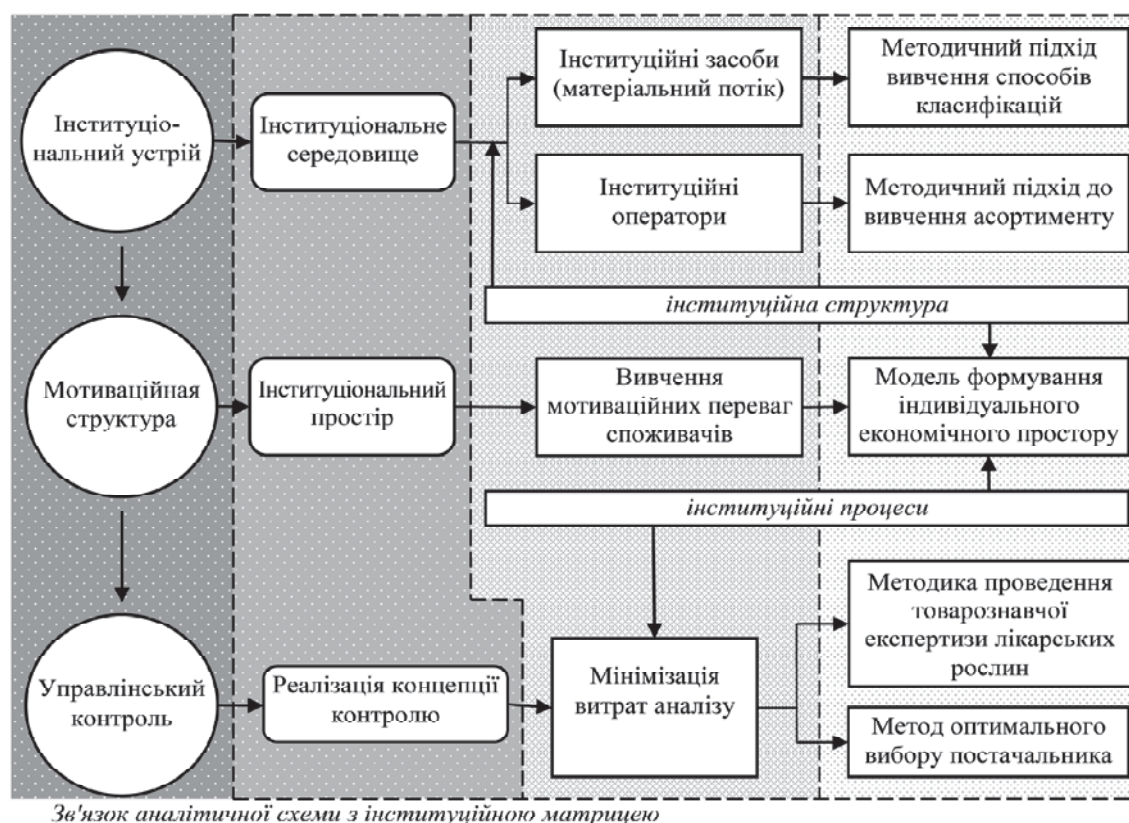 Інституціо-
нальний устрій
Інституціональне
середовище
Інституційні засоби
(матеріальний потік)
Методичний підхід
вивчення способів
класифікацій
Інституційні
оператори
Методичний підхід до
вивчення асортименту
інституційна структура
Мотиваційная
структура
Інституціональний
простір
Вивчення
мотиваційних переваг
споживачів
Модель формування
індивідуального
економічного простору
інституційні процеси
Управлінський
контроль
Реалізація концепції
контролю
Мінімізація
витрат аналізу
Методика проведення
товарознавчої
експертизи лікарських
рослин
Метод оптимального
вибору постачальника
Зв'язок аналітичної схеми з інституційною матрицею